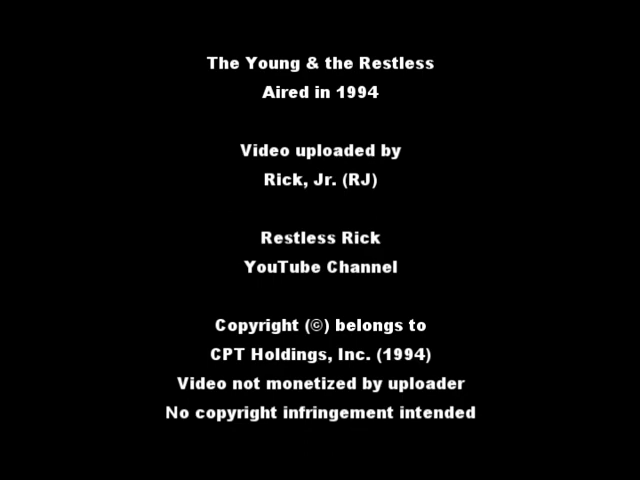 The Young & the Restless
Aired in 1994
Video uploaded by
Rick, Jr. (RJ)
Restless Rick
YouTube Channel
Copyright (©) belongs to
CPT Holdings, Inc. (1994)
Video not monetized by uploader
No copyright infringement intended